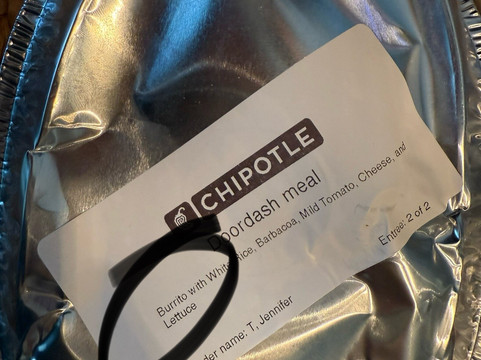 CHIPOTLE
Doordash meal
Burrito with White Rice, Barbacoa, Mild Tomato, Cheese, and
Lettuce
Entree: 2 of 2
der name: T, Jennifer